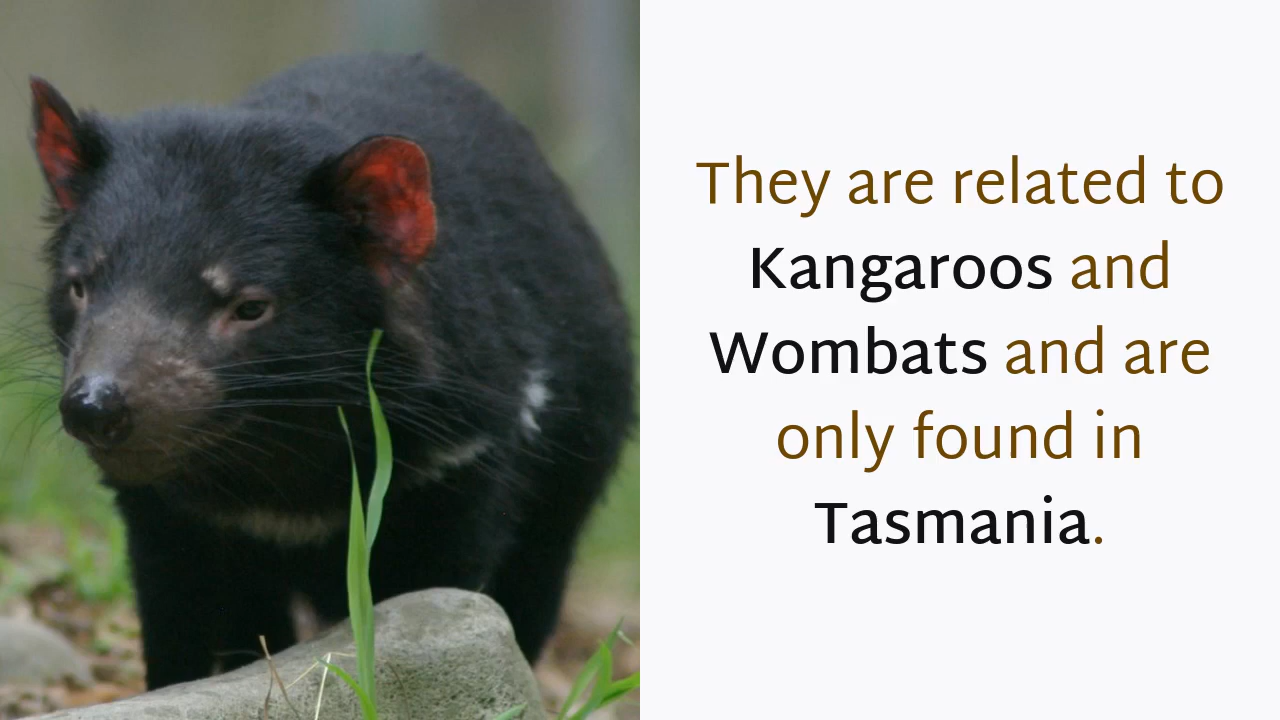 They are related to
Kangaroos and
Wombats and are
only found in
Tasmania.